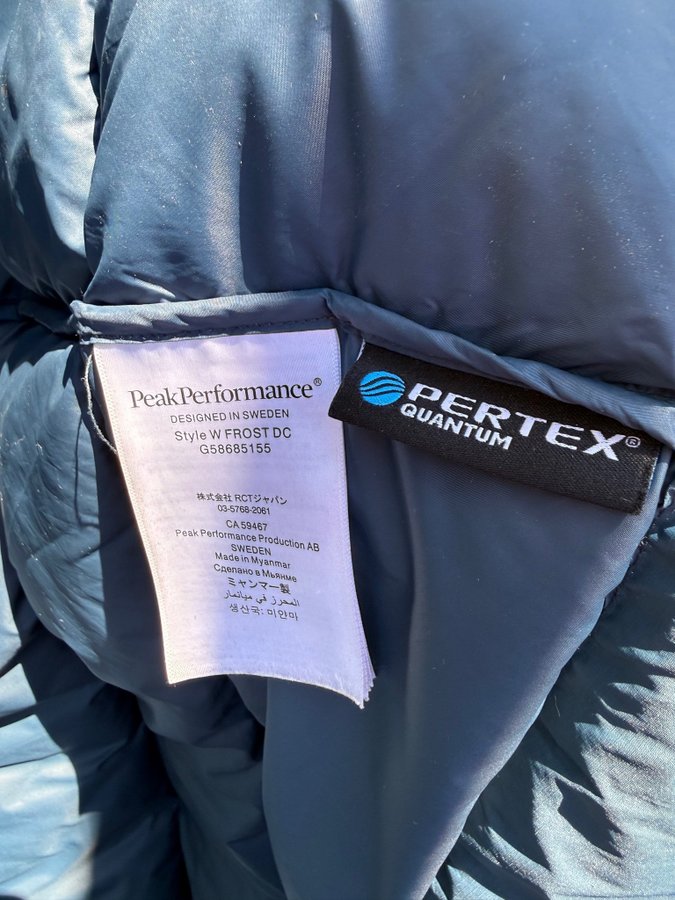 PeakPerformance®
DESIGNED IN SWEDEN
Style W FROST DC
G58685155
株式会社 RCTジャパン
03-5768-2061
CA 59467
Peak Performance Production AB
SWEDEN
Made in Myanmar
Сделано в Мьянме
ミャンマー製
المحرز في ميانمار
생산국: 미얀마
PERTEX®
QUANTUM